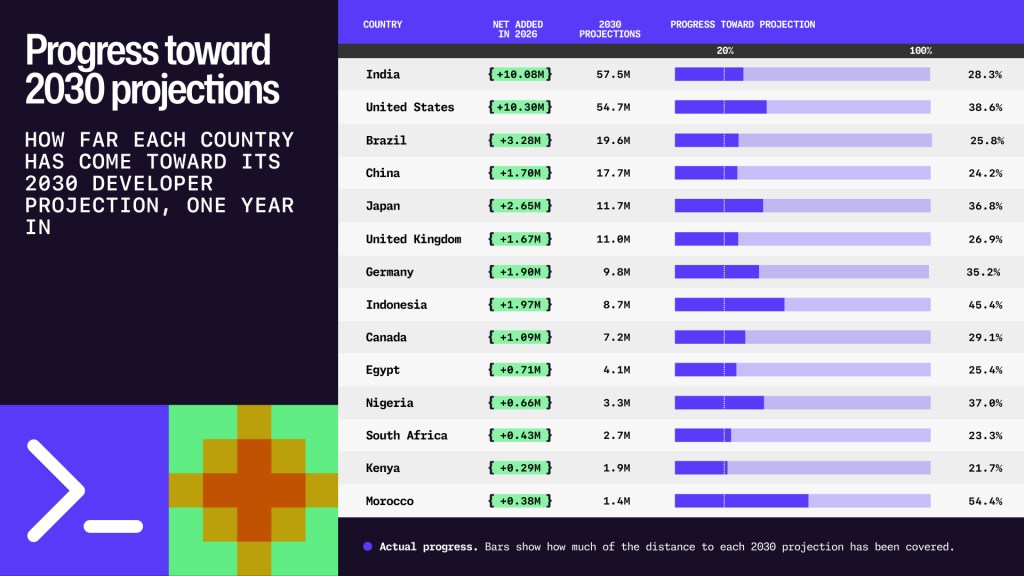 Progress toward
2030 projections
HOW FAR EACH COUNTRY
HAS COME TOWARD ITS
2030 DEVELOPER
PROJECTION, ONE YEAR
IN
COUNTRY NET ADDED IN 2026 2030 PROJECTIONS PROGRESS TOWARD PROJECTION
20% 100%
India {+10.08M} 57.5M 28.3%
United States {+10.30M} 54.7M 38.6%
Brazil {+3.28M} 19.6M 25.8%
China {+1.70M} 17.7M 24.2%
Japan {+2.65M} 11.7M 36.8%
United Kingdom {+1.67M} 11.0M 26.9%
Germany {+1.90M} 9.8M 35.2%
Indonesia {+1.97M} 8.7M 45.4%
Canada {+1.09M} 7.2M 29.1%
Egypt {+0.71M} 4.1M 25.4%
Nigeria {+0.66M} 3.3M 37.0%
South Africa {+0.43M} 2.7M 23.3%
Kenya {+0.29M} 1.9M 21.7%
Morocco {+0.38M} 1.4M 54.4%
Actual progress. Bars show how much of the distance to each 2030 projection has been covered.